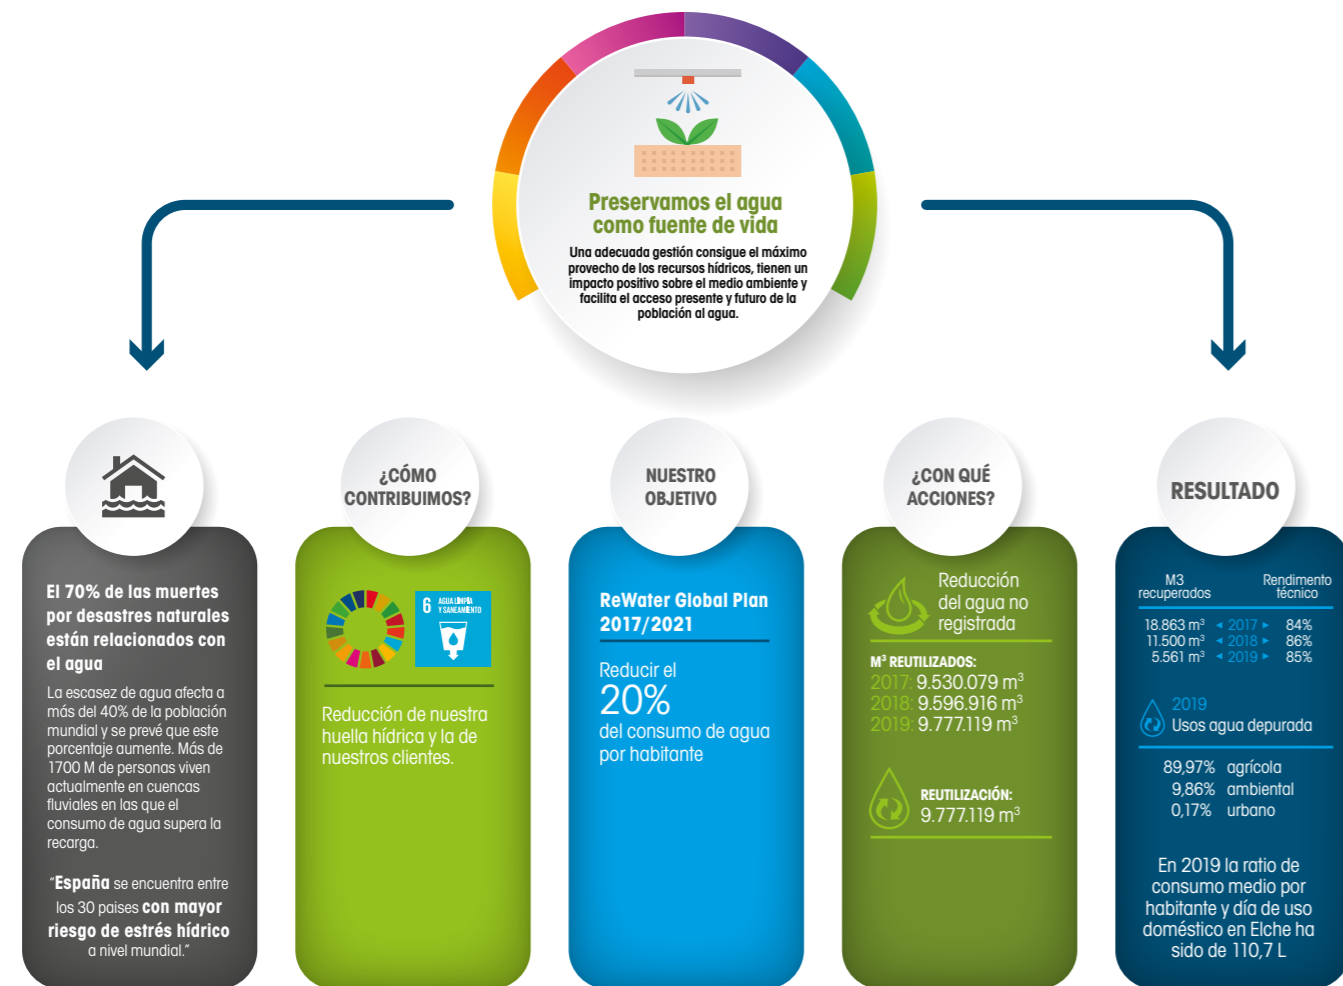 Preservamos el agua
como fuente de vida
Una adecuada gestión consigue el máximo
provecho de los recursos hídricos, tienen un
impacto positivo sobre el medio ambiente y
facilita el acceso presente y futuro de la
población al agua.
El 70% de las muertes
por desastres naturales
están relacionados con
el agua
La escasez de agua afecta a
más del 40% de la población
mundial y se prevé que este
porcentaje aumente. Más de
1700 M de personas viven
actualmente en cuencas
fluviales en las que el
consumo de agua supera la
recarga.
“España se encuentra entre
los 30 paises con mayor
riesgo de estrés hídrico
a nivel mundial.”
¿CÓMO
CONTRIBUIMOS?
6 AGUA LIMPIA
Y SANEAMIENTO
Reducción de nuestra
huella hídrica y la de
nuestros clientes.
NUESTRO
OBJETIVO
ReWater Global Plan
2017/2021
Reducir el
20%
del consumo de agua
por habitante
¿CON QUÉ
ACCIONES?
Reducción
del agua no
registrada
M³ REUTILIZADOS:
2017: 9.530.079 m³
2018: 9.596.916 m³
2019: 9.777.119 m³
REUTILIZACIÓN:
9.777.119 m³
RESULTADO
M3 Rendimento
recuperados técnico
18.863 m³ ◂ 2017 ▸ 84%
11.500 m³ ◂ 2018 ▸ 86%
5.561 m³ ◂ 2019 ▸ 85%
2019
Usos agua depurada
89,97% agrícola
9,86% ambiental
0,17% urbano
En 2019 la ratio de
consumo medio por
habitante y día de uso
doméstico en Elche ha
sido de 110,7 L